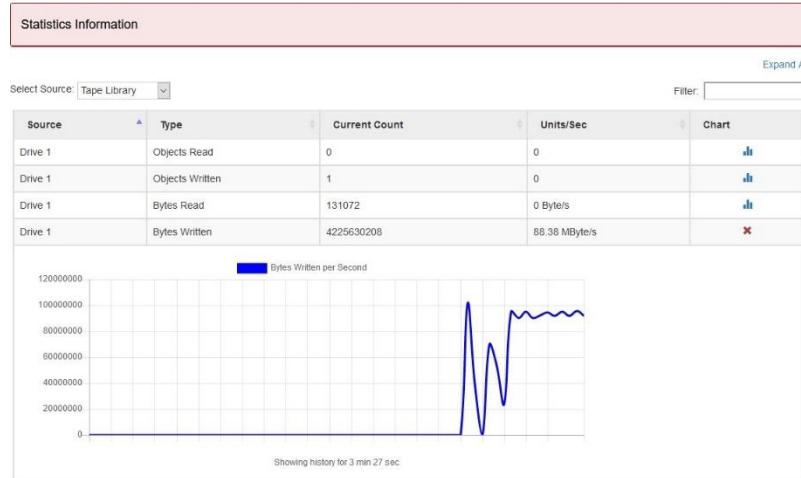 Statistics Information
Expand A
Select Source: Tape Library
Filter:
Source Type Current Count Units/Sec Chart
Drive 1 Objects Read 0 0
Drive 1 Objects Written 1 0
Drive 1 Bytes Read 131072 0 Byte/s
Drive 1 Bytes Written 4225630208 88.38 MByte/s
Bytes Written per Second
120000000
100000000
80000000
60000000
40000000
20000000
0
Showing history for 3 min 27 sec